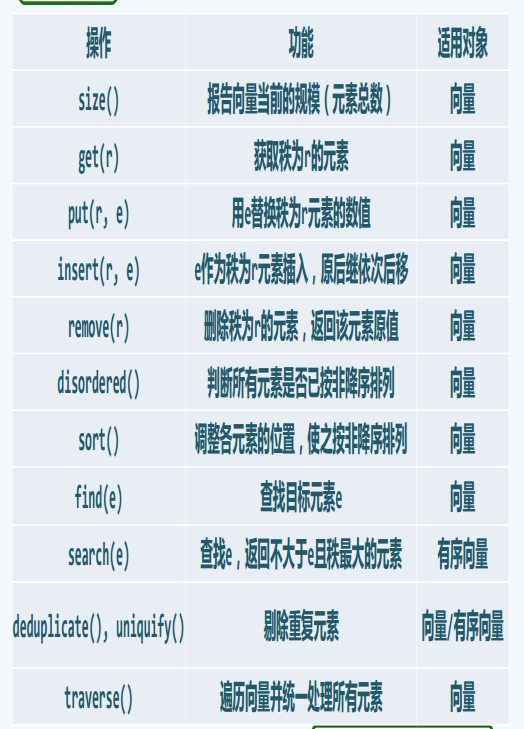 操作 功能 适用对象
size() 报告向量当前的规模（元素总数） 向量
get(r) 获取秩为r的元素 向量
put(r, e) 用e替换秩为r元素的数值 向量
insert(r, e) e作为秩为r元素插入，原后继依次后移 向量
remove(r) 删除秩为r的元素，返回该元素原值 向量
disordered() 判断所有元素是否已按非降序排列 向量
sort() 调整各元素的位置，使之按非降序排列 向量
find(e) 查找目标元素e 向量
search(e) 查找e，返回不大于e且秩最大的元素 有序向量
deduplicate(), uniquify() 剔除重复元素 向量/有序向量
traverse() 遍历向量并统一处理所有元素 向量